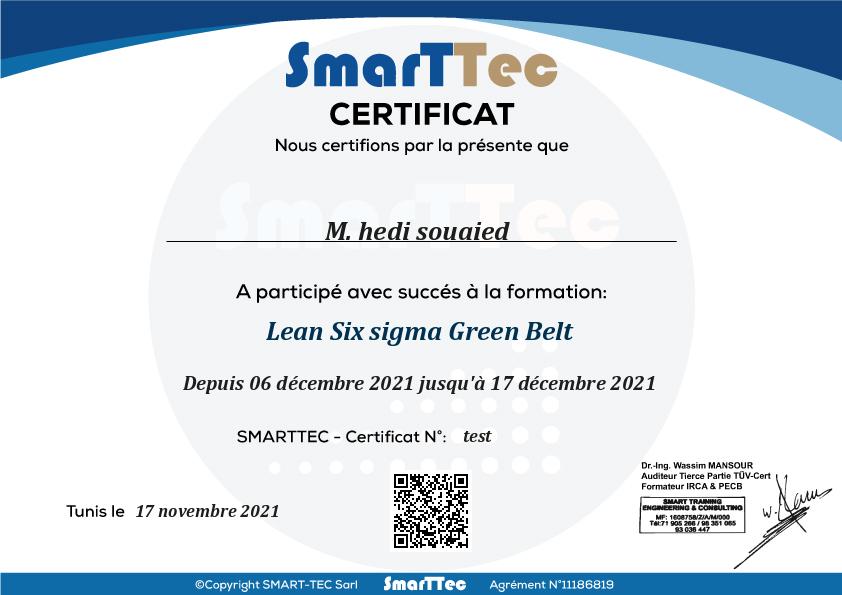 SmarTTec
CERTIFICAT
Nous certifions par la présente que
SmarTTec
M. hedi souaied
A participé avec succés à la formation:
Lean Six sigma Green Belt
Depuis 06 décembre 2021 jusqu'à 17 décembre 2021
SMARTTEC - Certificat N°: test
Dr.-Ing. Wassim MANSOUR
Auditeur Tierce Partie TÜV-Cert
Formateur IRCA & PECB
SMART TRAINING
ENGINEERING & CONSULTING
MF: 1608758/Z/A/M/000
Tél:71 905 266 / 98 351 065
93 036 447
Tunis le 17 novembre 2021
©Copyright SMART-TEC Sarl SmarTTec Agrément N°11186819